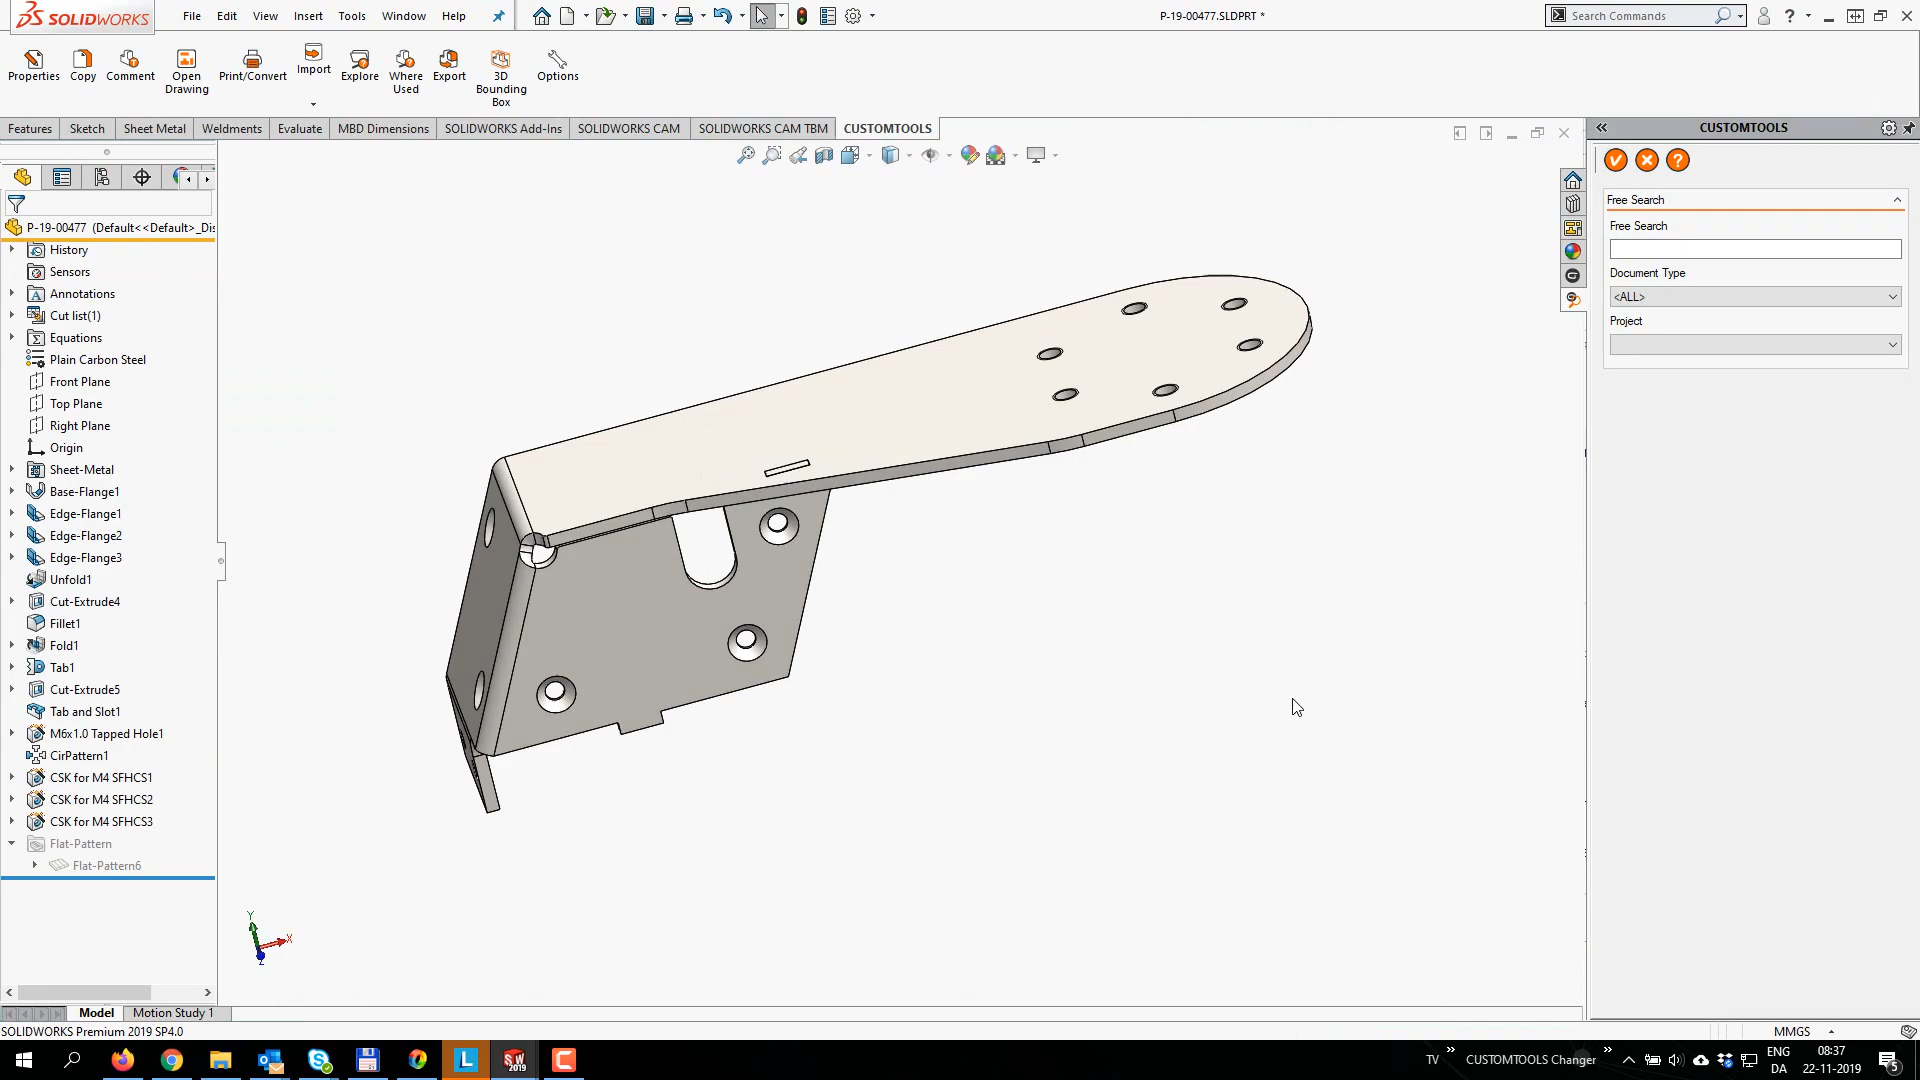 SOLIDWORKS File Edit View Insert Tools Window Help P-19-00477.SLDPRT * Search Commands ?
Properties Copy Comment Open Drawing Print/Convert Import Explore Where Used Export 3D Bounding Box Options
Features Sketch Sheet Metal Weldments Evaluate MBD Dimensions SOLIDWORKS Add-Ins SOLIDWORKS CAM SOLIDWORKS CAM TBM CUSTOMTOOLS
CUSTOMTOOLS
Free Search
Free Search
Document Type
<ALL>
Project
P-19-00477 (Default<<Default>_Dis
History
Sensors
Annotations
Cut list(1)
Equations
Plain Carbon Steel
Front Plane
Top Plane
Right Plane
Origin
Sheet-Metal
Base-Flange1
Edge-Flange1
Edge-Flange2
Edge-Flange3
Unfold1
Cut-Extrude4
Fillet1
Fold1
Tab1
Cut-Extrude5
Tab and Slot1
M6x1.0 Tapped Hole1
CirPattern1
CSK for M4 SFHCS1
CSK for M4 SFHCS2
CSK for M4 SFHCS3
Flat-Pattern
Flat-Pattern6
Y
X
Z
Model Motion Study 1
SOLIDWORKS Premium 2019 SP4.0 MMGS
TV CUSTOMTOOLS Changer ENG 08:37
DA 22-11-2019 5
L SW 2019